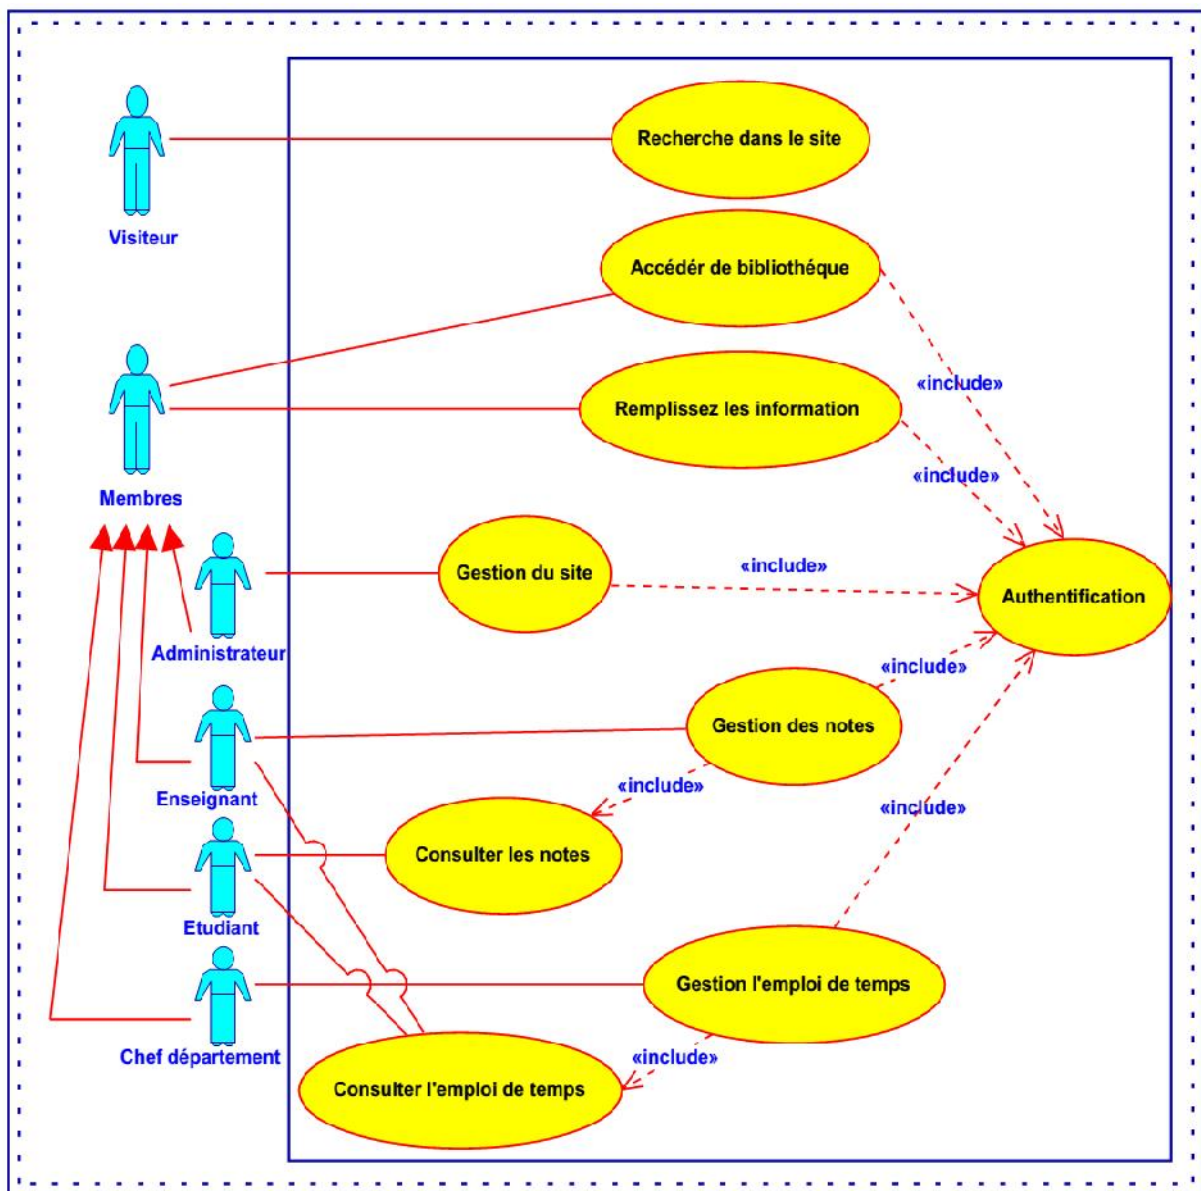 Recherche dans le site
Visiteur
Accédér de bibliothéque
«include»
Remplissez les information
«include»
Membres
Gestion du site
«include»
Authentification
Administrateur
«include»
Gestion des notes
«include»
Enseignant
«include»
Consulter les notes
Etudiant
Gestion l'emploi de temps
Chef département
«include»
Consulter l'emploi de temps